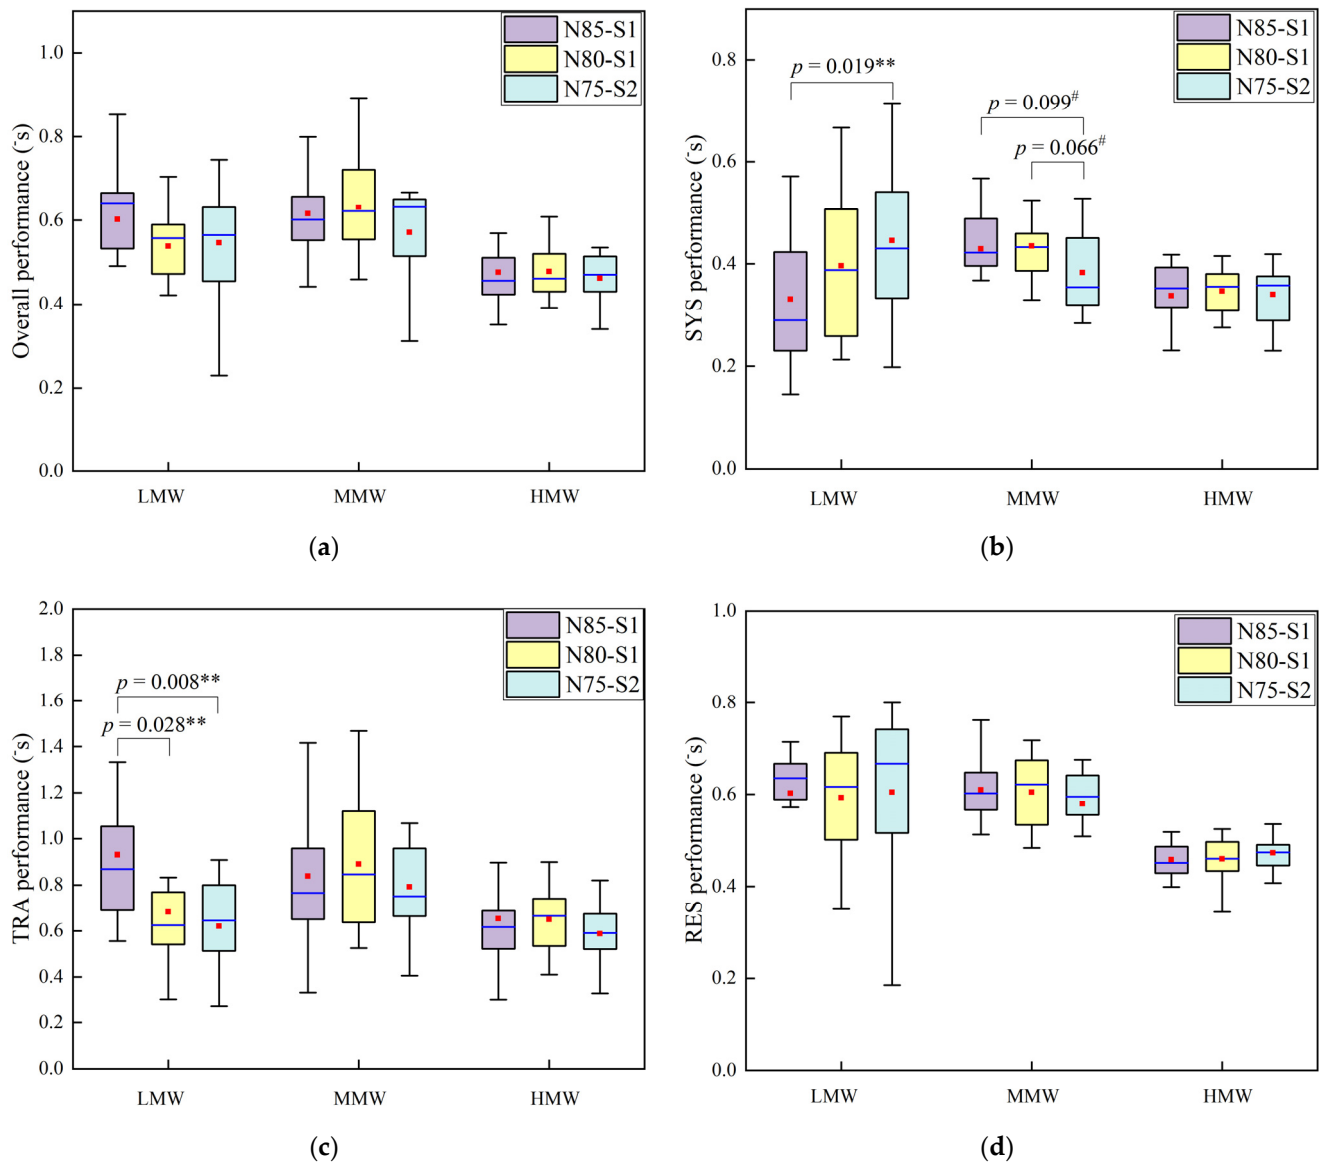 Overall performance (-s)
1.0
0.8
0.6
0.4
0.2
0.0
N85-S1
N80-S1
N75-S2
LMW
MMW
HMW
(a)
SYS performance (-s)
0.8
0.6
0.4
0.2
0.0
p = 0.019**
p = 0.099#
p = 0.066#
N85-S1
N80-S1
N75-S2
LMW
MMW
HMW
(b)
TRA performance (-s)
2.0
1.8
1.6
1.4
1.2
1.0
0.8
0.6
0.4
0.2
0.0
p = 0.008**
p = 0.028**
N85-S1
N80-S1
N75-S2
LMW
MMW
HMW
(c)
RES performance (-s)
1.0
0.8
0.6
0.4
0.2
0.0
N85-S1
N80-S1
N75-S2
LMW
MMW
HMW
(d)